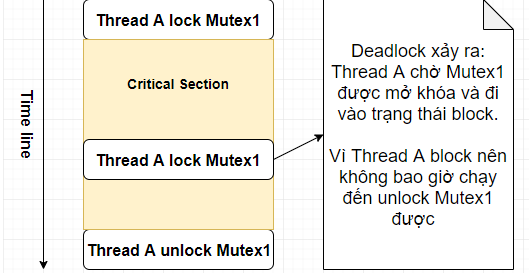 Thread A lock Mutex1
Critical Section
Time line
Thread A lock Mutex1
Thread A unlock Mutex1
Deadlock xảy ra:
Thread A chờ Mutex1
được mở khóa và đi
vào trạng thái block.
Vì Thread A block nên
không bao giờ chạy
đến unlock Mutex1
được